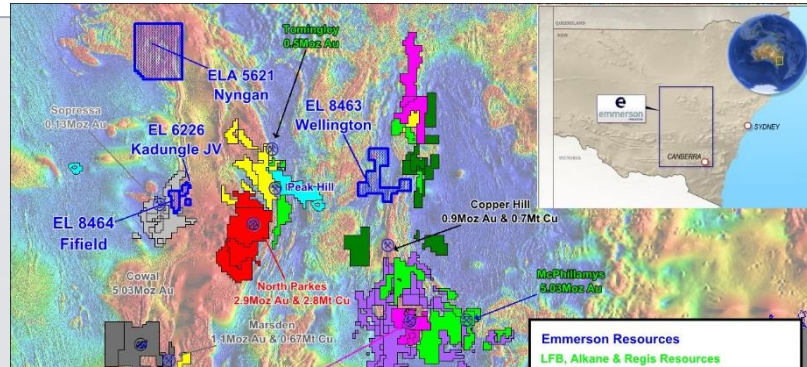 ELA 5621
Nyngan
Tomingley
0.5Moz Au
Sopressa
0.13Moz Au
EL 6226
Kadungle JV
EL 8463
Wellington
Peak Hill
EL 8464
Fifield
Copper Hill
0.9Moz Au & 0.7Mt Cu
Cowal
5.03Moz Au
North Parkes
2.9Moz Au & 2.8Mt Cu
McPhillamys
5.03Moz Au
Marsden
1.1Moz Au & 0.67Mt Cu
QUEENSLAND
NSW
e
emmerson
SYDNEY
CANBERRA
VICTORIA
Emmerson Resources
LFB, Alkane & Regis Resources